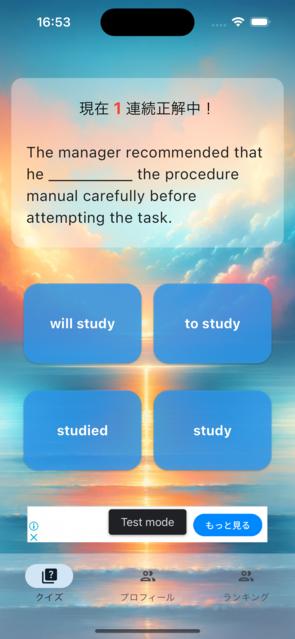 16:53
現在 1 連続正解中！
The manager recommended that
he ____________ the procedure
manual carefully before
attempting the task.
will study
to study
studied
study
Test mode
もっと見る
クイズ
プロフィール
ランキング